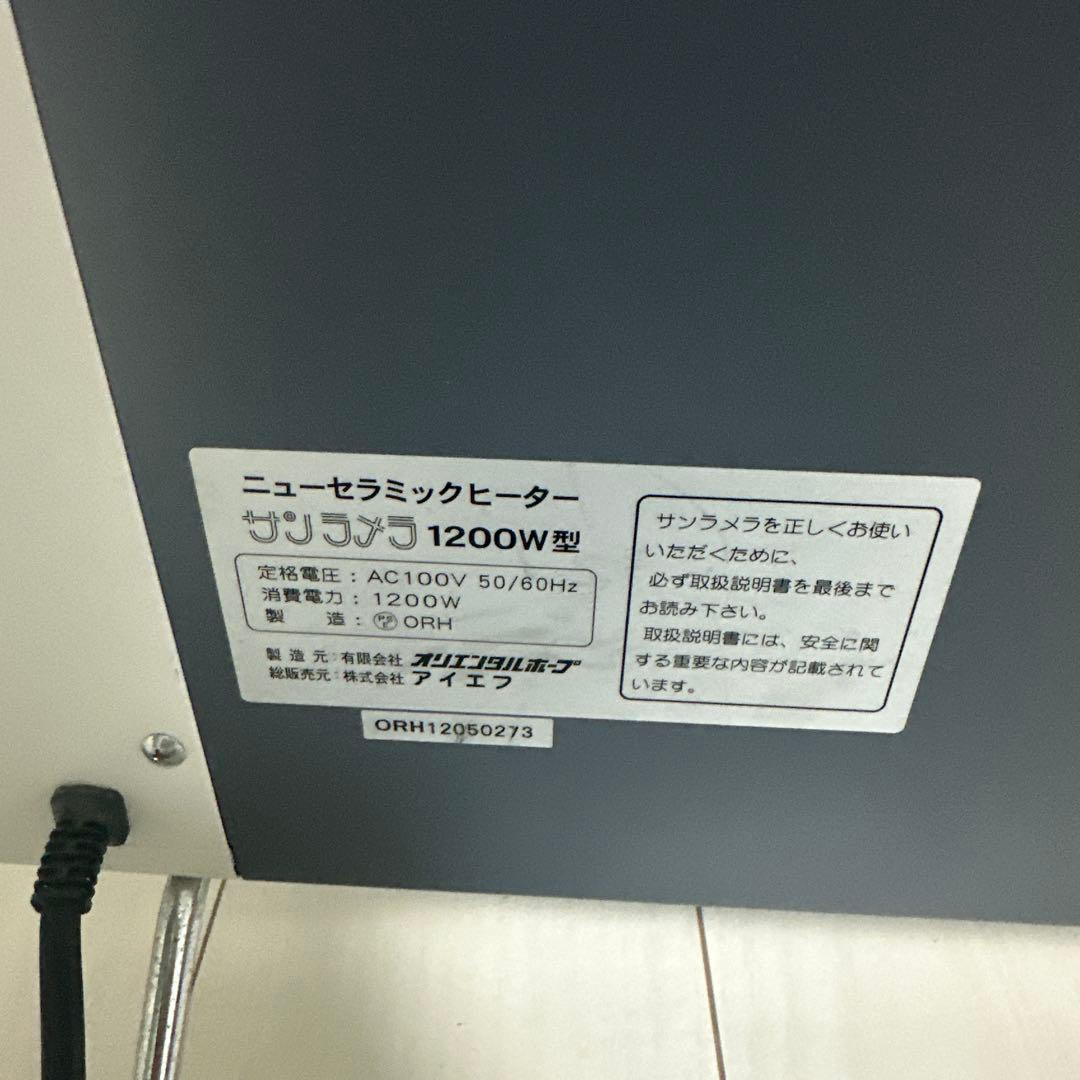 ニューセラミックヒーター
サンラメラ® 1200W型
定格電圧：AC100V 50/60Hz
消費電力：1200W
製　造：PSE ORH
製造元：有限会社 オリエンタルホープ
総販売元：株式会社 アイエフ
サンラメラを正しくお使い
いただくために、
必ず取扱説明書を最後まで
お読み下さい。
取扱説明書には、安全に関
する重要な内容が記載されて
います。
ORH12050273